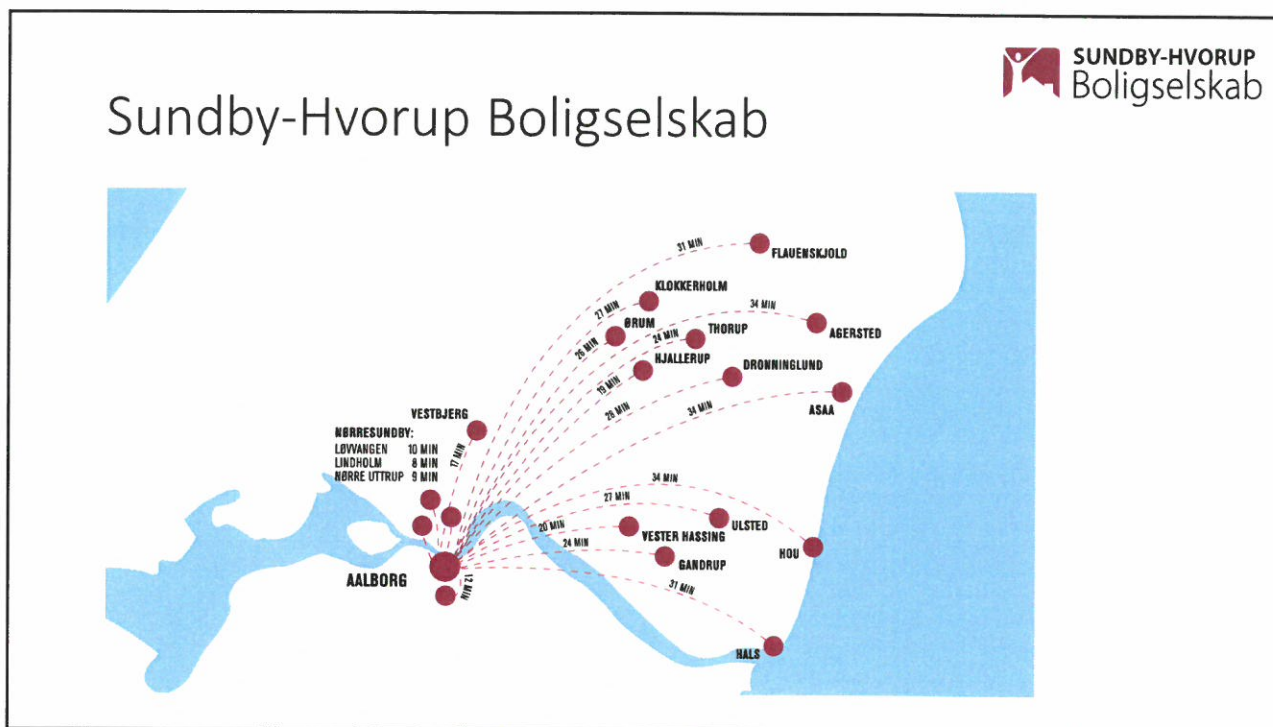 SUNDBY-HVORUP
Boligselskab
Sundby-Hvorup Boligselskab
31 MIN
FLAUENSKJOLD
KLOKKERHOLM
27 MIN
34 MIN
ØRUM
24 MIN
THORUP
AGERSTED
26 MIN
HJALLERUP
19 MIN
DRONNINGLUND
28 MIN
34 MIN
ASAA
VESTBJERG
NØRRESUNDBY:
LØVVANGEN 10 MIN
LINDHOLM 8 MIN
NØRRE UTTRUP 9 MIN
17 MIN
34 MIN
27 MIN
20 MIN
VESTER HASSING
ULSTED
24 MIN
GANDRUP
HOU
AALBORG
12 MIN
31 MIN
HALS